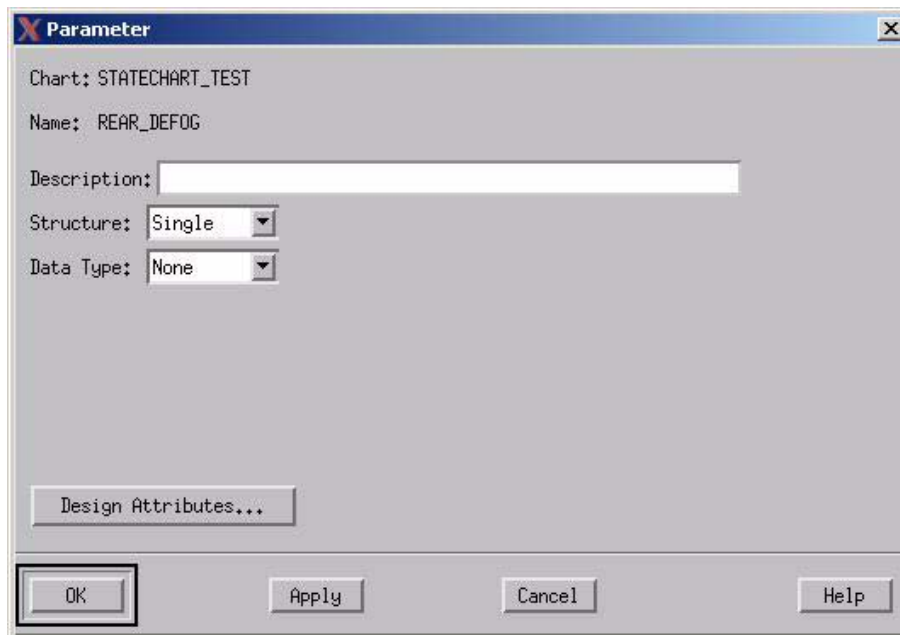 Parameter
Chart: STATECHART_TEST
Name: REAR_DEFOG
Description:
Structure: Single
Data Type: None
Design Attributes...
OK Apply Cancel Help